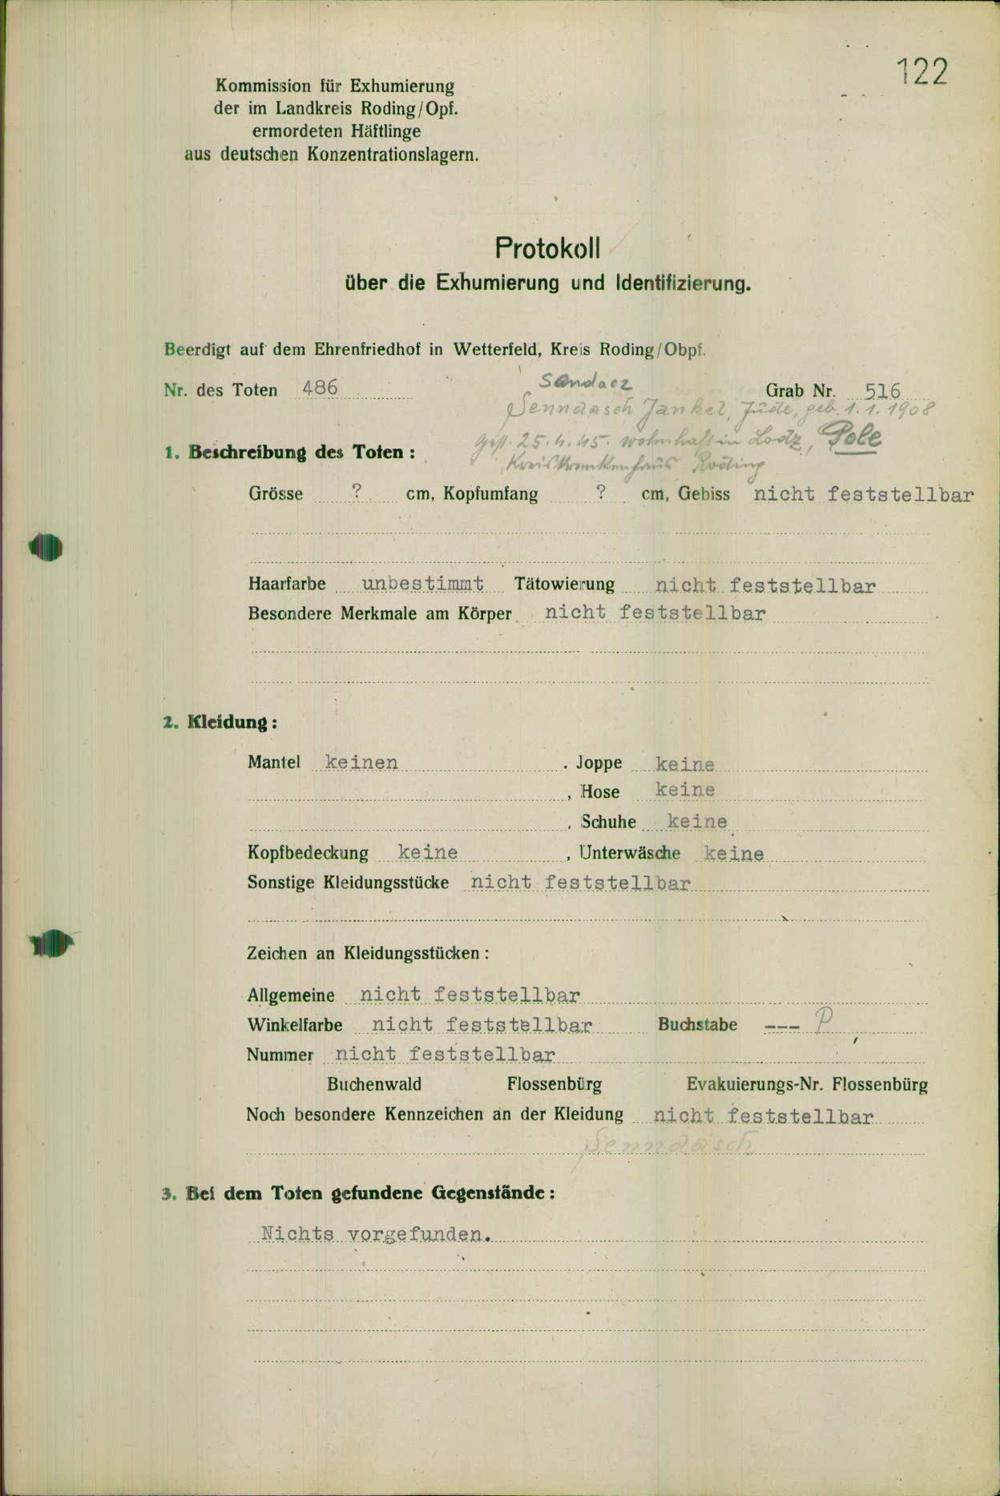 122
Kommission für Exhumierung
der im Landkreis Roding/Opf.
ermordeten Häftlinge
aus deutschen Konzentrationslagern.
Protokoll
über die Exhumierung und Identifizierung.
Beerdigt auf dem Ehrenfriedhof in Wetterfeld, Kreis Roding/Obpf.
Sandacz
Nr. des Toten 486 Grab Nr. 516
Senndasch Jankel, Jude, geb. 1.1.1908
gest. 25.4.45. wohnhaft in Lodz, Pole
1. Beschreibung des Toten:
Kreiskrankenhaus Roding
Grösse ? cm, Kopfumfang ? cm, Gebiss nicht feststellbar
Haarfarbe unbestimmt Tätowierung nicht feststellbar
Besondere Merkmale am Körper nicht feststellbar
2. Kleidung:
Mantel keinen . Joppe keine
, Hose keine
, Schuhe keine
Kopfbedeckung keine , Unterwäsche keine
Sonstige Kleidungsstücke nicht feststellbar
Zeichen an Kleidungsstücken:
Allgemeine nicht feststellbar
Winkelfarbe nicht feststellbar Buchstabe --- P
Nummer nicht feststellbar
Buchenwald Flossenbürg Evakuierungs-Nr. Flossenbürg
Noch besondere Kennzeichen an der Kleidung nicht feststellbar
Senndasch
3. Bei dem Toten gefundene Gegenstände:
Nichts vorgefunden.